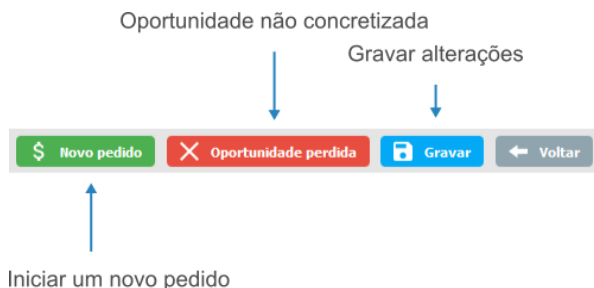 Oportunidade não concretizada
Gravar alterações
Novo pedido
Oportunidade perdida
Gravar
Voltar
Iniciar um novo pedido